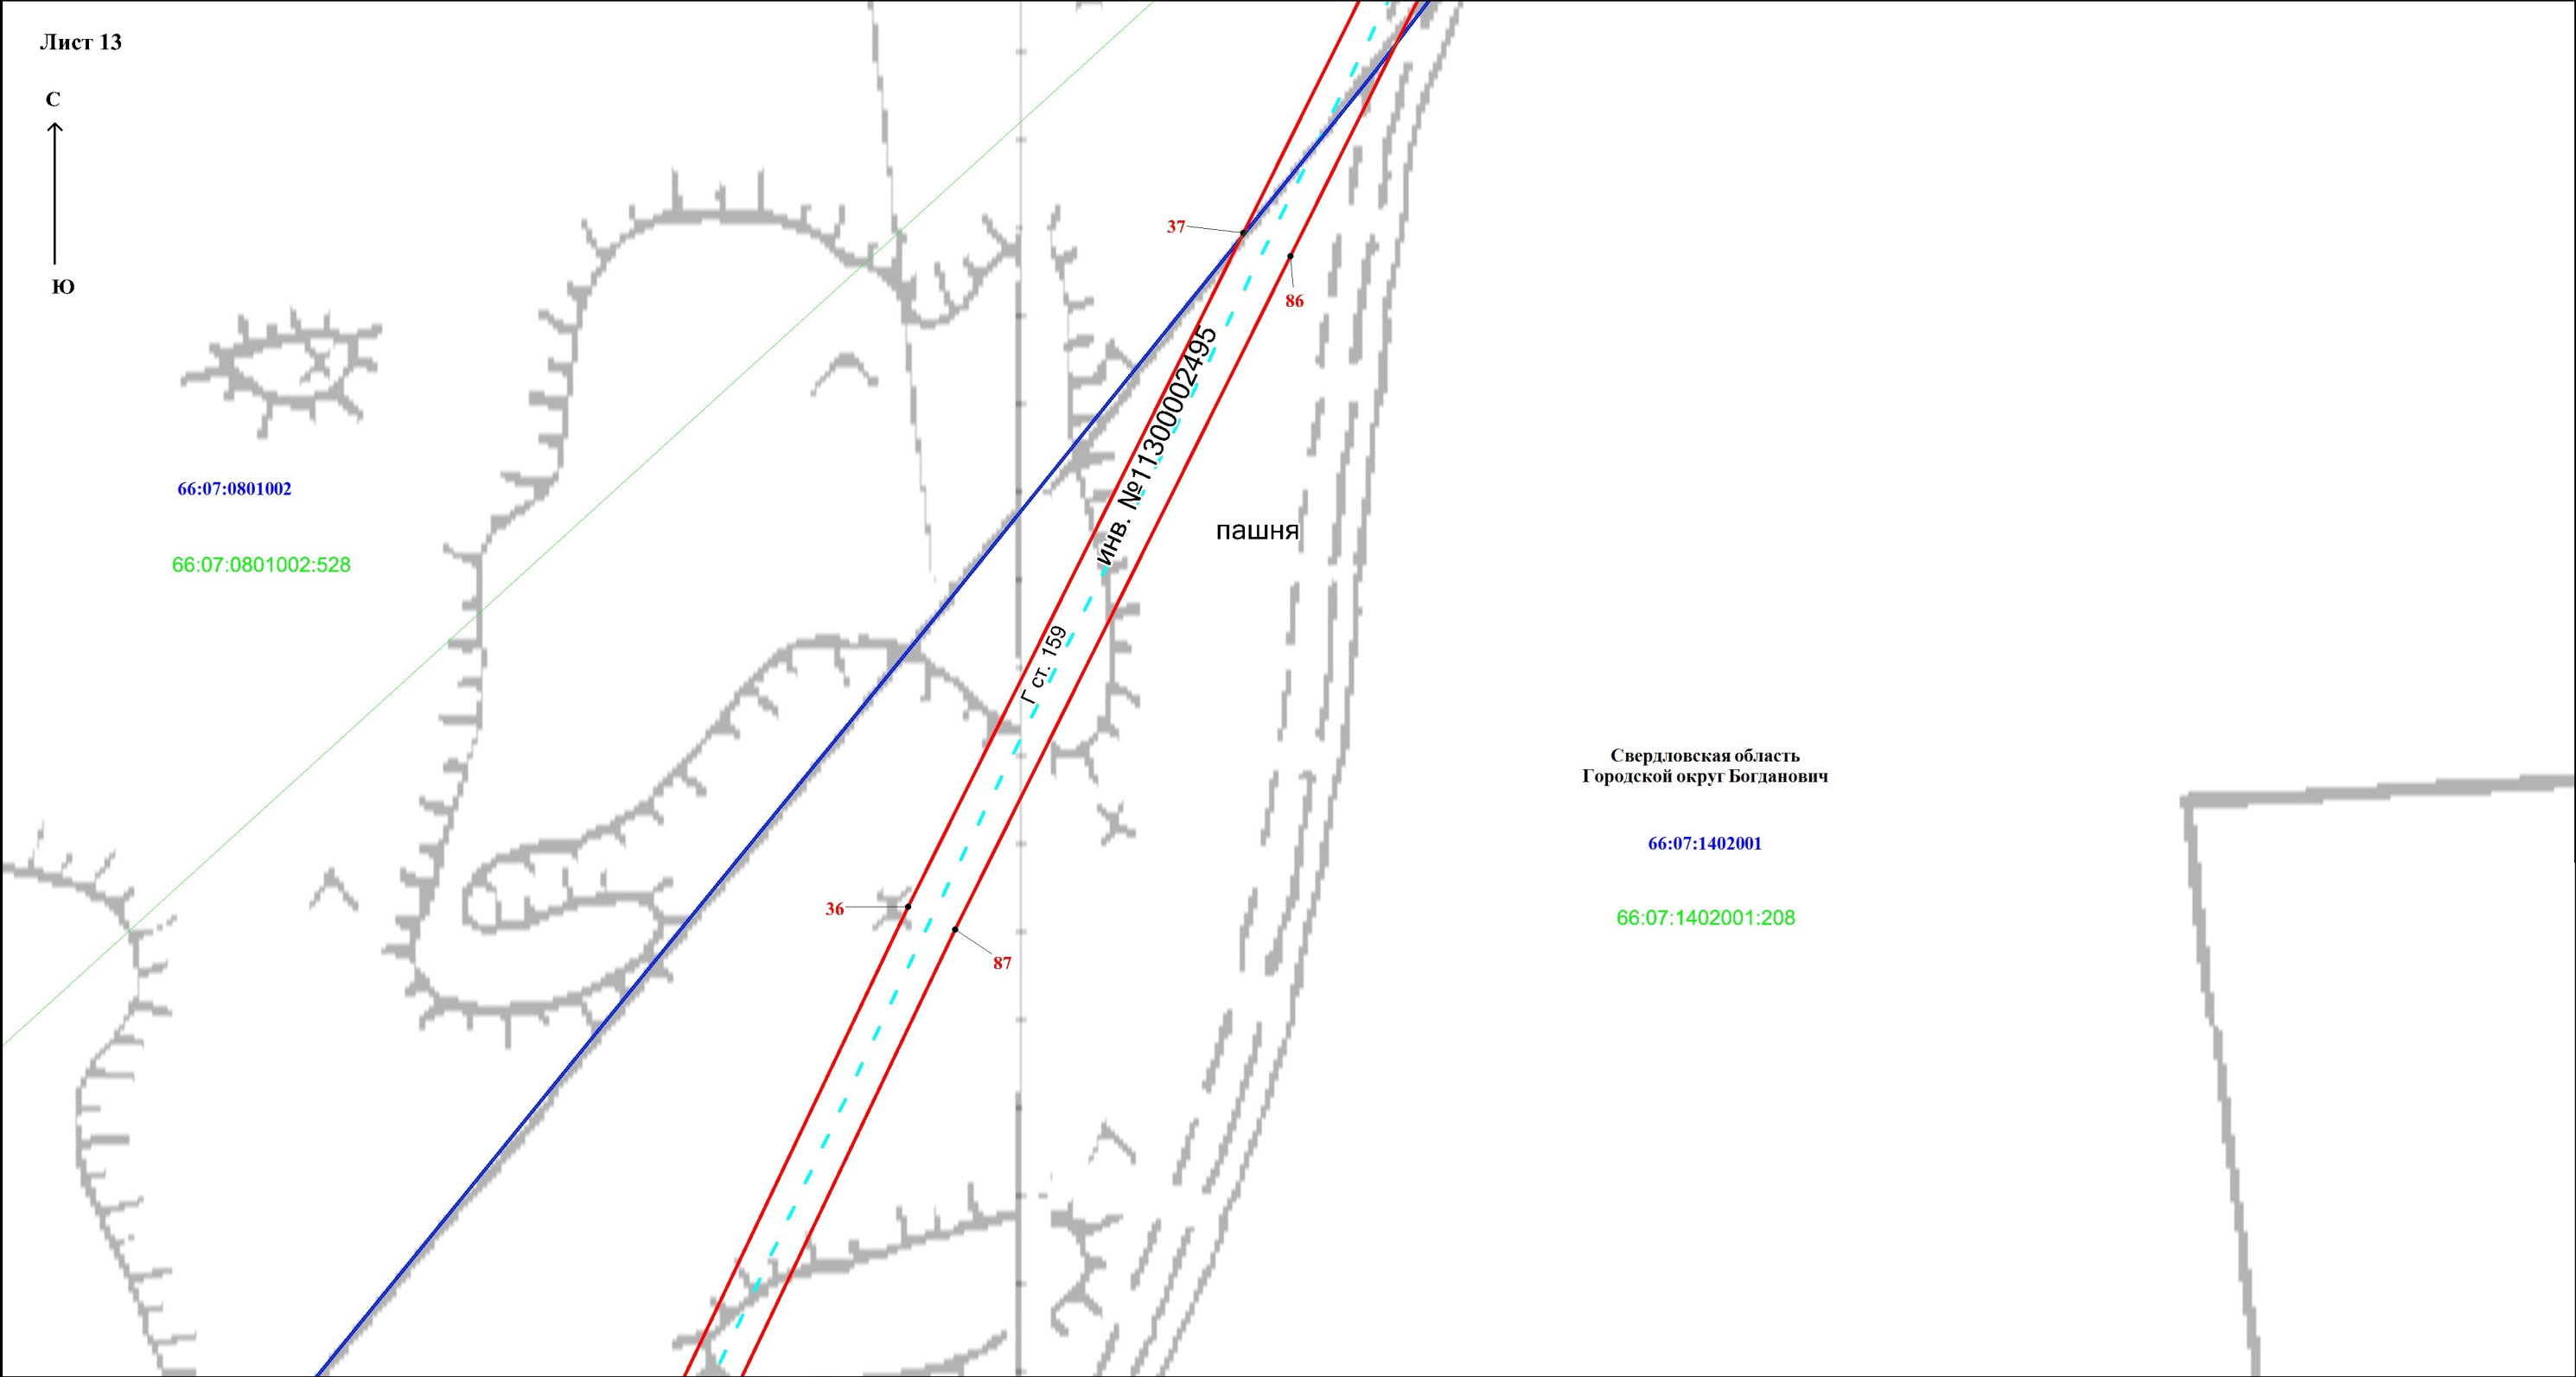 Лист 13
С
Ю
37
86
инв. №11300002495
66:07:0801002
пашня
66:07:0801002:528
Г ст. 159
Свердловская область
Городской округ Богданович
66:07:1402001
36
66:07:1402001:208
87